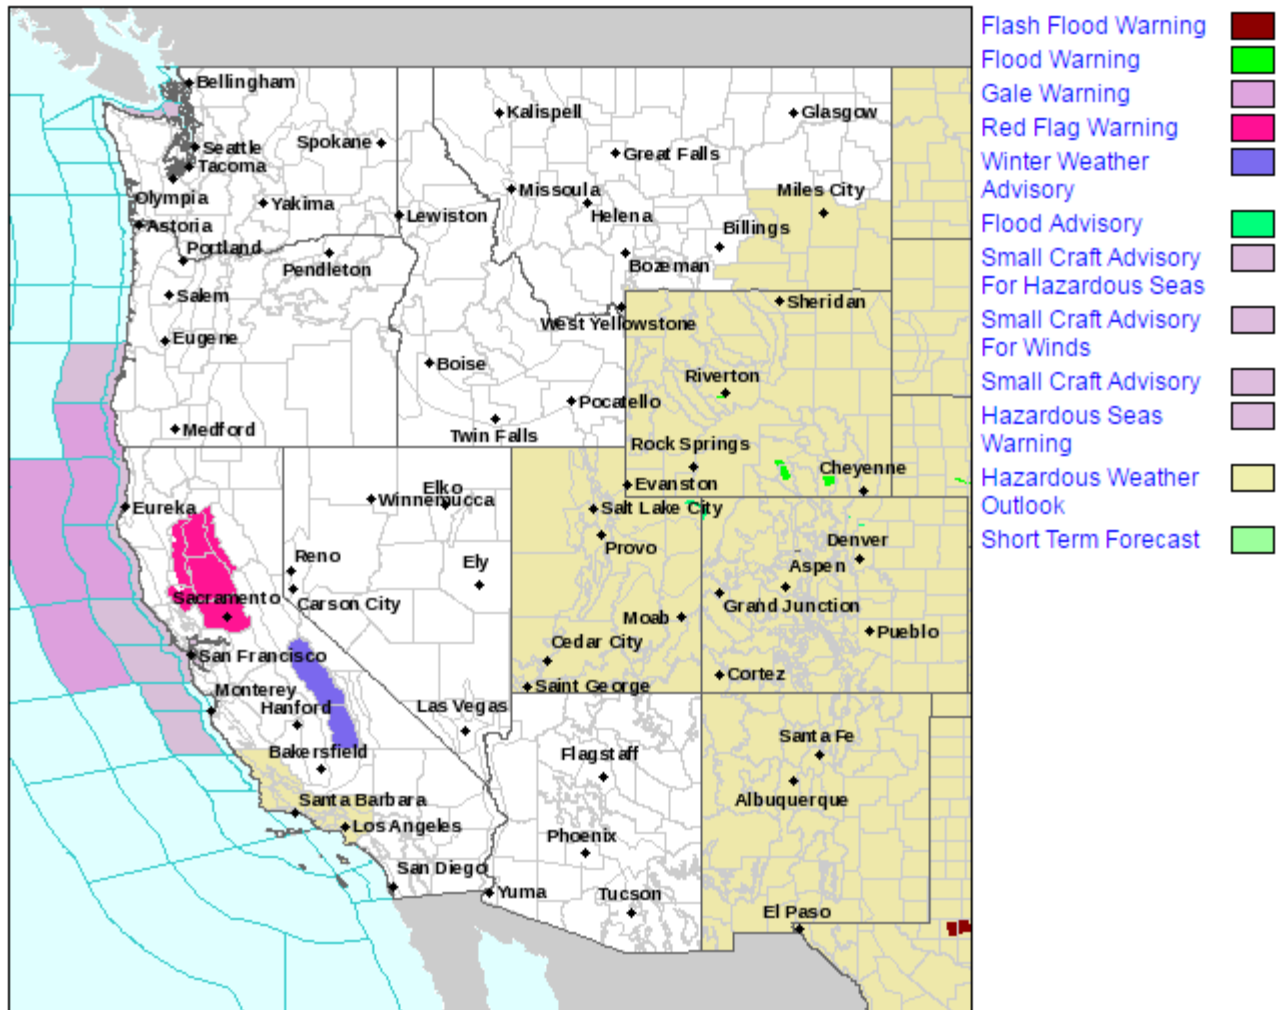 Bellingham
Kalispell
Glasgow
Seattle
Spokane
Great Falls
Tacoma
Missoula
Miles City
Olympia
Yakima
Lewiston
Helena
Astoria
Billings
Portland
Pendleton
Bozeman
Salem
Sheridan
West Yellowstone
Eugene
Boise
Riverton
Pocatello
Medford
Twin Falls
Rock Springs
Cheyenne
Evanston
Elko
Winnemucca
Eureka
Salt Lake City
Provo
Denver
Reno
Ely
Aspen
Sacramento
Carson City
Grand Junction
Moab
Pueblo
Cedar City
San Francisco
Cortez
Saint George
Monterey
Hanford
Las Vegas
Santa Fe
Bakersfield
Flagstaff
Santa Barbara
Albuquerque
Los Angeles
Phoenix
San Diego
Yuma
Tucson
El Paso
Flash Flood Warning
Flood Warning
Gale Warning
Red Flag Warning
Winter Weather
Advisory
Flood Advisory
Small Craft Advisory
For Hazardous Seas
Small Craft Advisory
For Winds
Small Craft Advisory
Hazardous Seas
Warning
Hazardous Weather
Outlook
Short Term Forecast